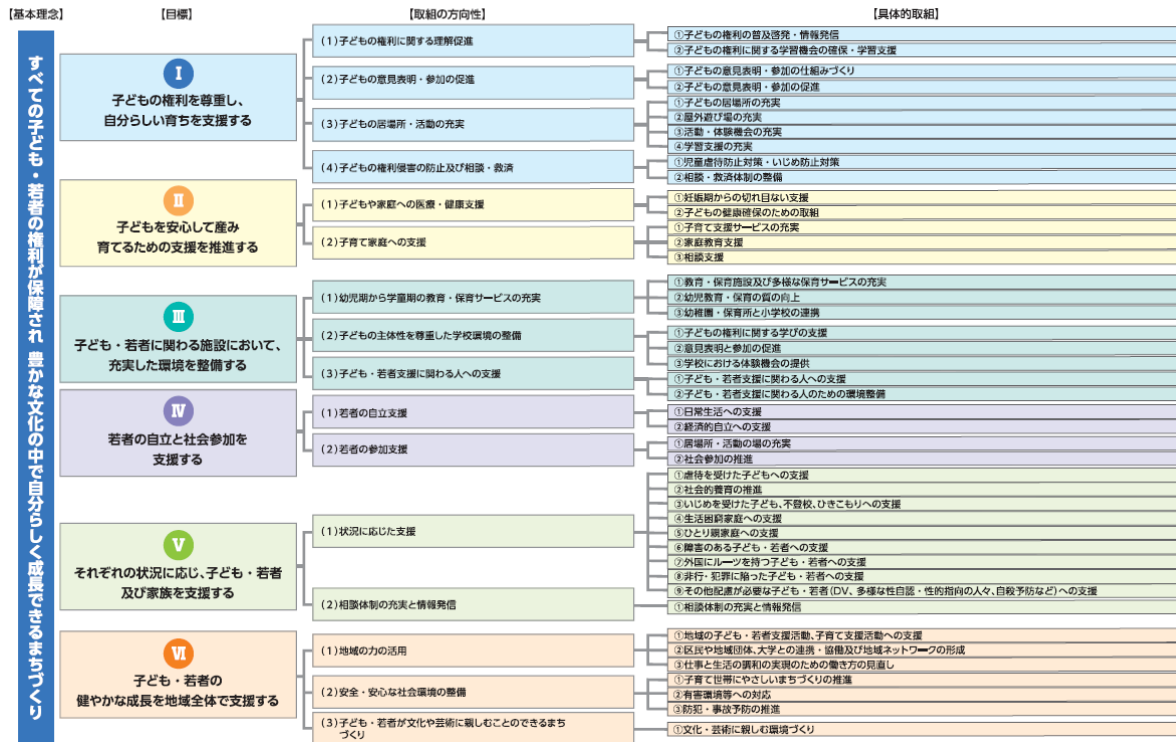 【基本理念】
【目標】
【取組の方向性】
【具体的取組】
すべての子ども・若者の権利が保障され 豊かな文化の中で自分らしく成長できるまちづくり
Ⅰ
子どもの権利を尊重し、
自分らしい育ちを支援する
(1)子どもの権利に関する理解促進
①子どもの権利の普及啓発・情報発信
②子どもの権利に関する学習機会の確保・学習支援
(2)子どもの意見表明・参加の促進
①子どもの意見表明・参加の仕組みづくり
②子どもの意見表明・参加の促進
(3)子どもの居場所・活動の充実
①子どもの居場所の充実
②屋外遊び場の充実
③活動・体験機会の充実
④学習支援の充実
(4)子どもの権利侵害の防止及び相談・救済
①児童虐待防止対策・いじめ防止対策
②相談・救済体制の整備
Ⅱ
子どもを安心して産み
育てるための支援を推進する
(1)子どもや家庭への医療・健康支援
①妊娠期からの切れ目ない支援
②子どもの健康確保のための取組
(2)子育て家庭への支援
①子育て支援サービスの充実
②家庭教育支援
③相談支援
Ⅲ
子ども・若者に関わる施設において、
充実した環境を整備する
(1)幼児期から学童期の教育・保育サービスの充実
①教育・保育施設及び多様な保育サービスの充実
②幼児教育・保育の質の向上
③幼稚園・保育所と小学校の連携
(2)子どもの主体性を尊重した学校環境の整備
①子どもの権利に関する学びの支援
②意見表明と参加の促進
③学校における体験機会の提供
(3)子ども・若者支援に関わる人への支援
①子ども・若者支援に関わる人への支援
②子ども・若者支援に関わる人のための環境整備
Ⅳ
若者の自立と社会参加を
支援する
(1)若者の自立支援
①日常生活への支援
②経済的自立への支援
(2)若者の参加支援
①居場所・活動の場の充実
②社会参加の推進
Ⅴ
それぞれの状況に応じ、子ども・若者
及び家族を支援する
(1)状況に応じた支援
①虐待を受けた子どもへの支援
②社会的養育の推進
③いじめを受けた子ども、不登校、ひきこもりへの支援
④生活困窮家庭への支援
⑤ひとり親家庭への支援
⑥障害のある子ども・若者への支援
⑦外国にルーツを持つ子ども・若者への支援
⑧非行・犯罪に陥った子ども・若者への支援
⑨その他配慮が必要な子ども・若者(DV、多様な性自認・性的指向の人々、自殺予防など)への支援
(2)相談体制の充実と情報発信
①相談体制の充実と情報発信
Ⅵ
子ども・若者の
健やかな成長を地域全体で支援する
(1)地域の力の活用
①地域の子ども・若者支援活動、子育て支援活動への支援
②区民や地域団体、大学との連携・協働及び地域ネットワークの形成
③仕事と生活の調和の実現のための働き方の見直し
(2)安全・安心な社会環境の整備
①子育て世帯にやさしいまちづくりの推進
②有害環境等への対応
③防犯・事故予防の推進
(3)子ども・若者が文化や芸術に親しむことのできるまち
づくり
①文化・芸術に親しむ環境づくり